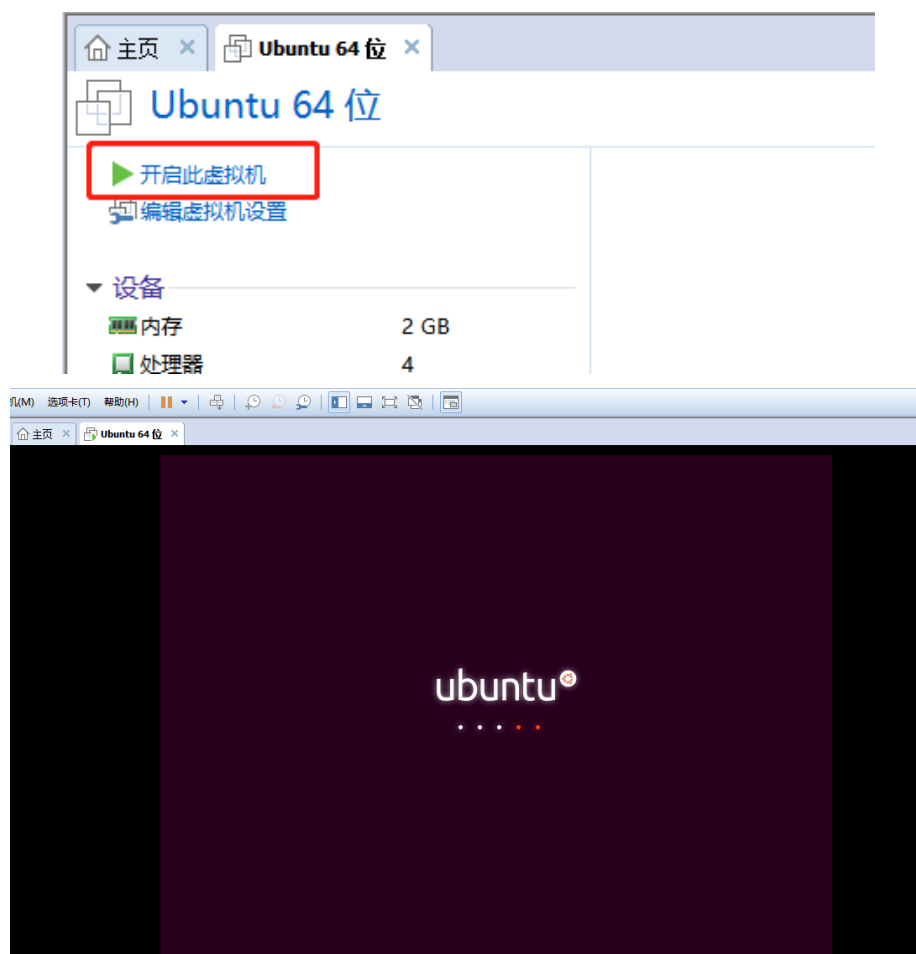 主页 Ubuntu 64 位
Ubuntu 64 位
开启此虚拟机
编辑虚拟机设置
设备
内存 2 GB
处理器 4
机(M) 选项卡(T) 帮助(H)
主页 Ubuntu 64 位
ubuntu